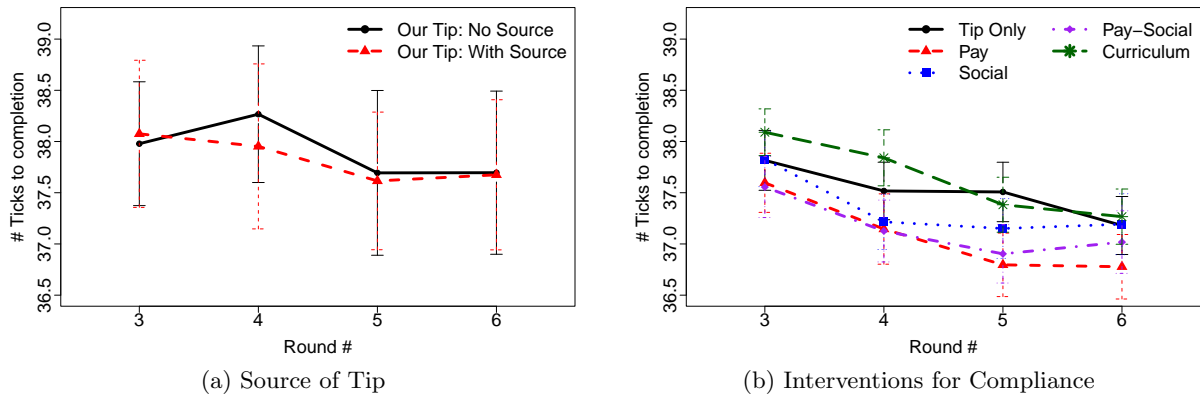 # Ticks to completion
39.0
38.5
38.0
37.5
37.0
36.5
Our Tip: No Source
Our Tip: With Source
3 4 5 6
Round #
(a) Source of Tip
# Ticks to completion
39.0
38.5
38.0
37.5
37.0
36.5
Tip Only
Pay
Social
Pay−Social
Curriculum
3 4 5 6
Round #
(b) Interventions for Compliance